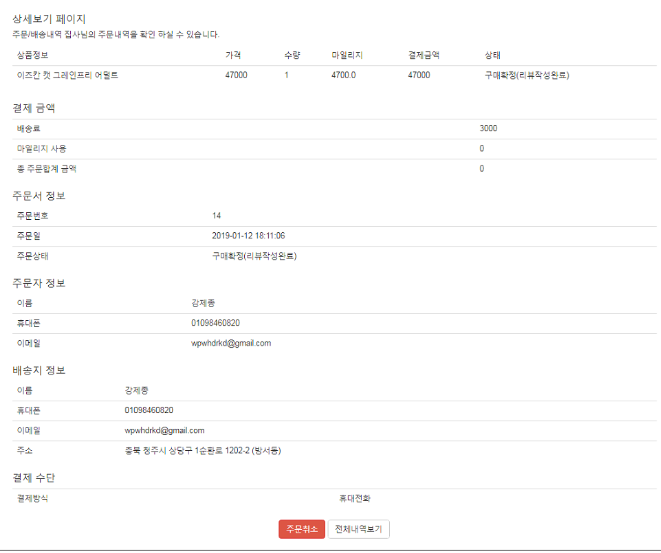 상세보기 페이지
주문/배송내역 집사님의 주문내역을 확인 하실 수 있습니다.
상품정보 가격 수량 마일리지 결제금액 상태
이즈칸 캣 그레인프리 어덜트 47000 1 4700.0 47000 구매확정(리뷰작성완료)
결제 금액
배송료 3000
마일리지 사용 0
총 주문합계 금액 0
주문서 정보
주문번호 14
주문일 2019-01-12 18:11:06
주문상태 구매확정(리뷰작성완료)
주문자 정보
이름 강제종
휴대폰 01098460820
이메일 wpwhdrkd@gmail.com
배송지 정보
이름 강제종
휴대폰 01098460820
이메일 wpwhdrkd@gmail.com
주소 충북 청주시 상당구 1순환로 1202-2 (방서동)
결제 수단
결제방식 휴대전화
주문취소 전체내역보기